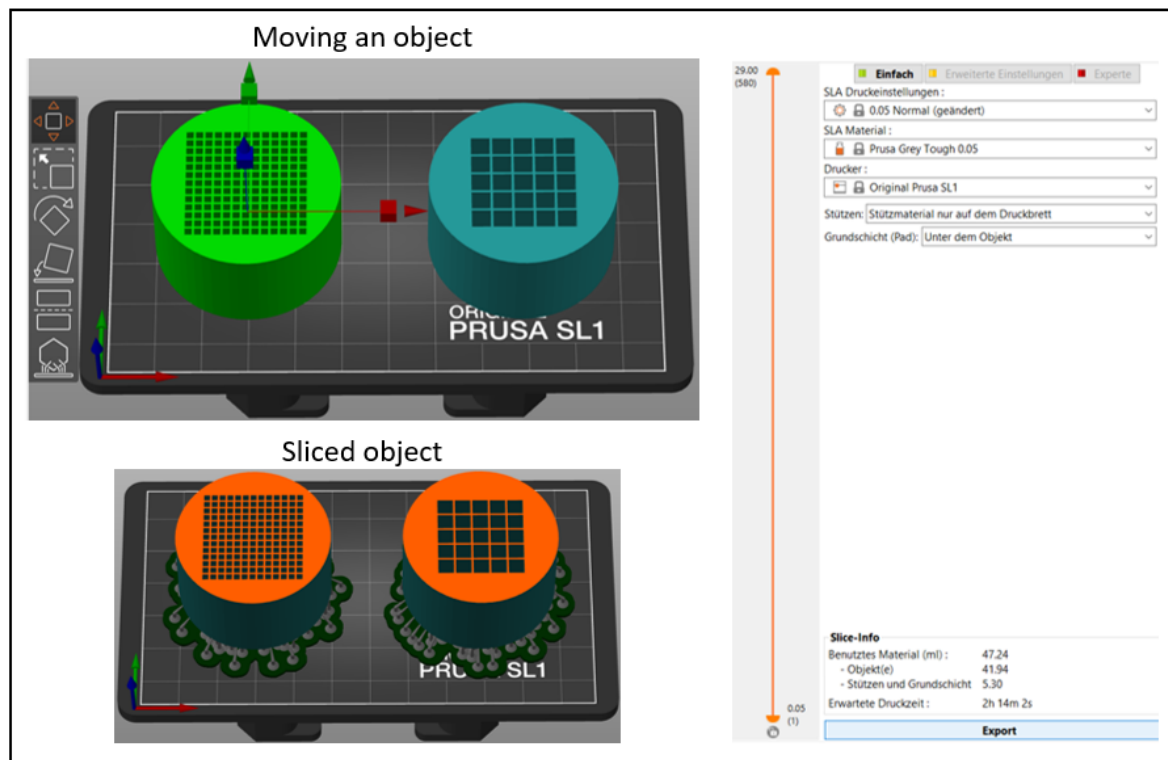 Moving an object
ORIGINAL
PRUSA SL1
Sliced object
PRUSA SL1
29.00
(580)
0.05
(1)
Einfach Erweiterte Einstellungen Experte
SLA Druckeinstellungen :
0.05 Normal (geändert)
SLA Material :
Prusa Grey Tough 0.05
Drucker :
Original Prusa SL1
Stützen: Stützmaterial nur auf dem Druckbrett
Grundschicht (Pad): Unter dem Objekt
Slice-Info
Benutztes Material (ml) : 47.24
- Objekt(e) 41.94
- Stützen und Grundschicht 5.30
Erwartete Druckzeit : 2h 14m 2s
Export